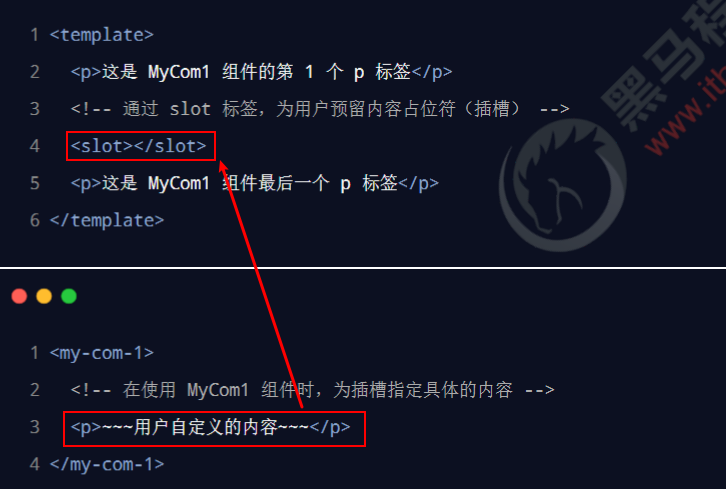 1 <template>
2 <p>这是 MyCom1 组件的第 1 个 p 标签</p>
3 <!-- 通过 slot 标签，为用户预留内容占位符（插槽） -->
4 <slot></slot>
5 <p>这是 MyCom1 组件最后一个 p 标签</p>
6 </template>
黑马程
www.itb
1 <my-com-1>
2 <!-- 在使用 MyCom1 组件时，为插槽指定具体的内容 -->
3 <p>~~~用户自定义的内容~~~</p>
4 </my-com-1>